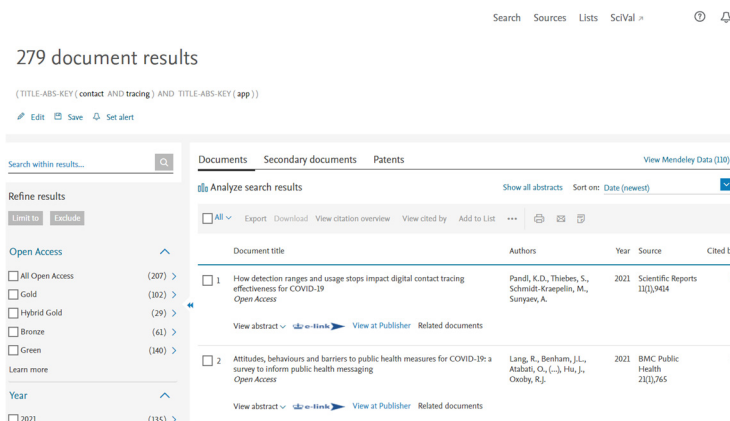 Search Sources Lists SciVal
279 document results
( TITLE-ABS-KEY ( contact AND tracing ) AND TITLE-ABS-KEY ( app ) )
Edit Save Set alert
Search within results...
Documents Secondary documents Patents
View Mendeley Data (110)
Refine results
Limit to Exclude
Analyze search results
Show all abstracts Sort on: Date (newest)
All Export Download View citation overview View cited by Add to List ...
Open Access
All Open Access (207)
Gold (102)
Hybrid Gold (29)
Bronze (61)
Green (140)
Learn more
Year
2021 (135)
Document title Authors Year Source Cited
1 How detection ranges and usage stops impact digital contact tracing
effectiveness for COVID-19
Open Access
Pandl, K.D., Thiebes, S.,
Schmidt-Kraepelin, M.,
Sunyaev, A.
2021
Scientific Reports
11(1),9414
View abstract e-link View at Publisher Related documents
2 Attitudes, behaviours and barriers to public health measures for COVID-19: a
survey to inform public health messaging
Open Access
Lang, R., Benham, J.L.,
Atabati, O., (...), Hu, J.,
Oxoby, R.J.
2021
BMC Public
Health
21(1),765
View abstract e-link View at Publisher Related documents